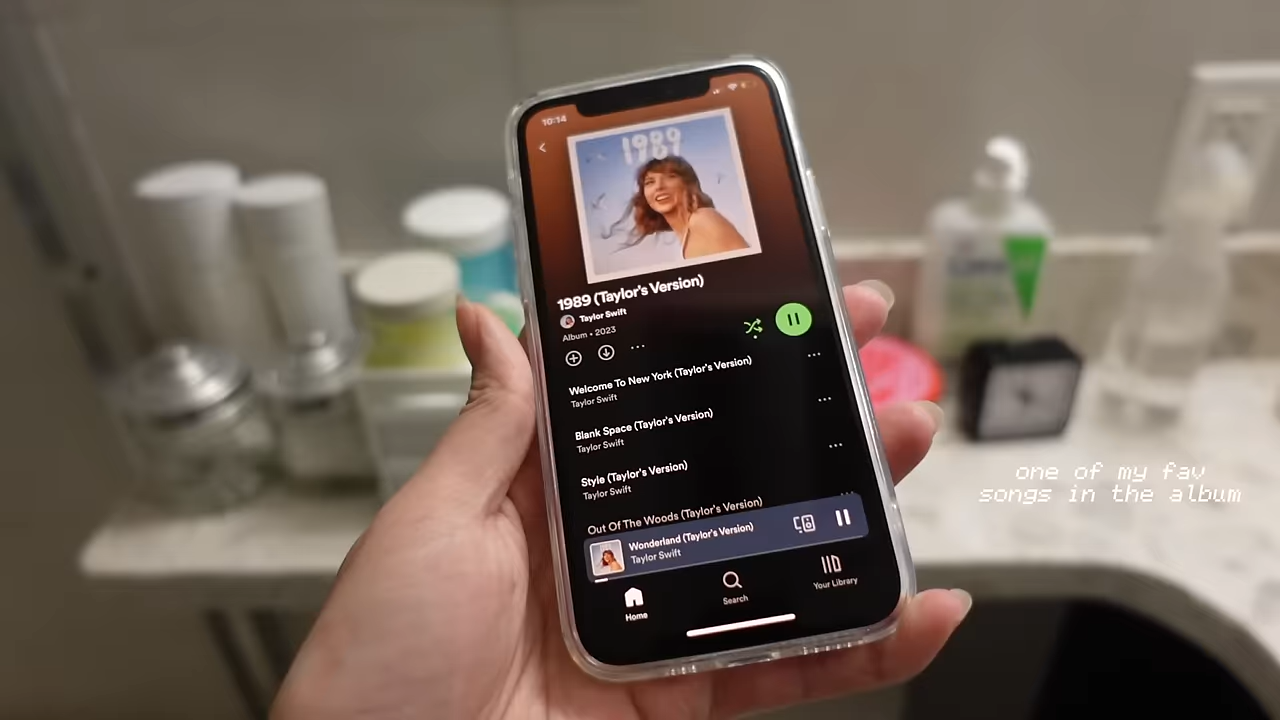 10:14
1989
1989 (Taylor's Version)
Taylor Swift
Album • 2023
Welcome To New York (Taylor's Version)
Taylor Swift
Blank Space (Taylor's Version)
Taylor Swift
Style (Taylor's Version)
Taylor Swift
Out Of The Woods (Taylor's Version)
Wonderland (Taylor's Version)
Taylor Swift
Home
Search
Your Library
one of my fav
songs in the album